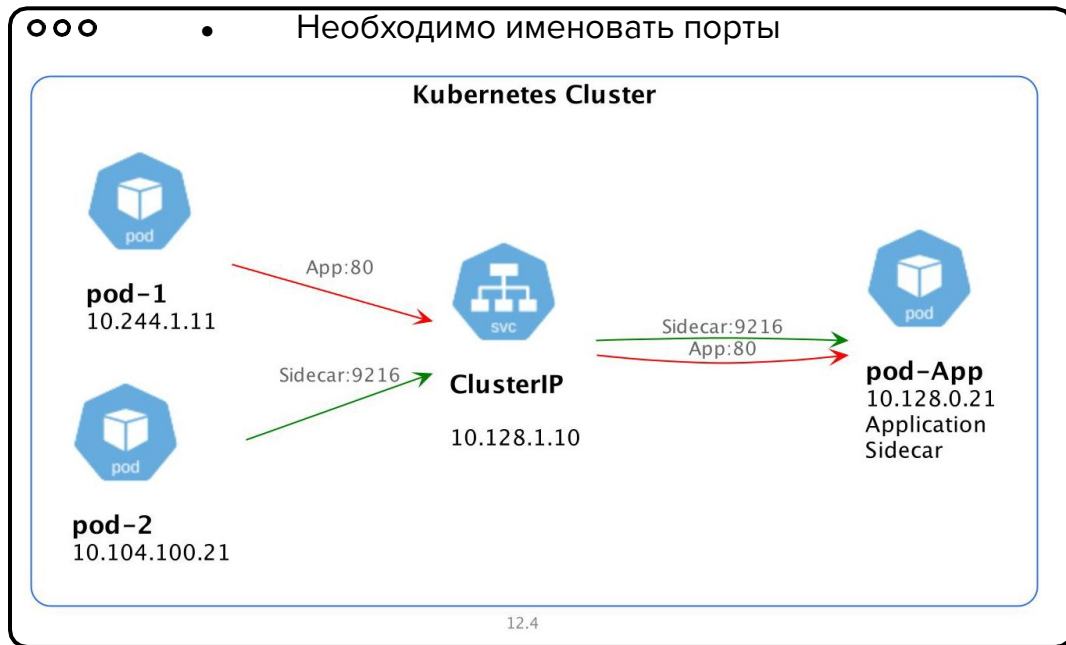 Необходимо именовать порты
Kubernetes Cluster
pod
pod-1
10.244.1.11
App:80
pod
pod-2
10.104.100.21
Sidecar:9216
svc
ClusterIP
10.128.1.10
Sidecar:9216
App:80
pod
pod-App
10.128.0.21
Application
Sidecar
12.4